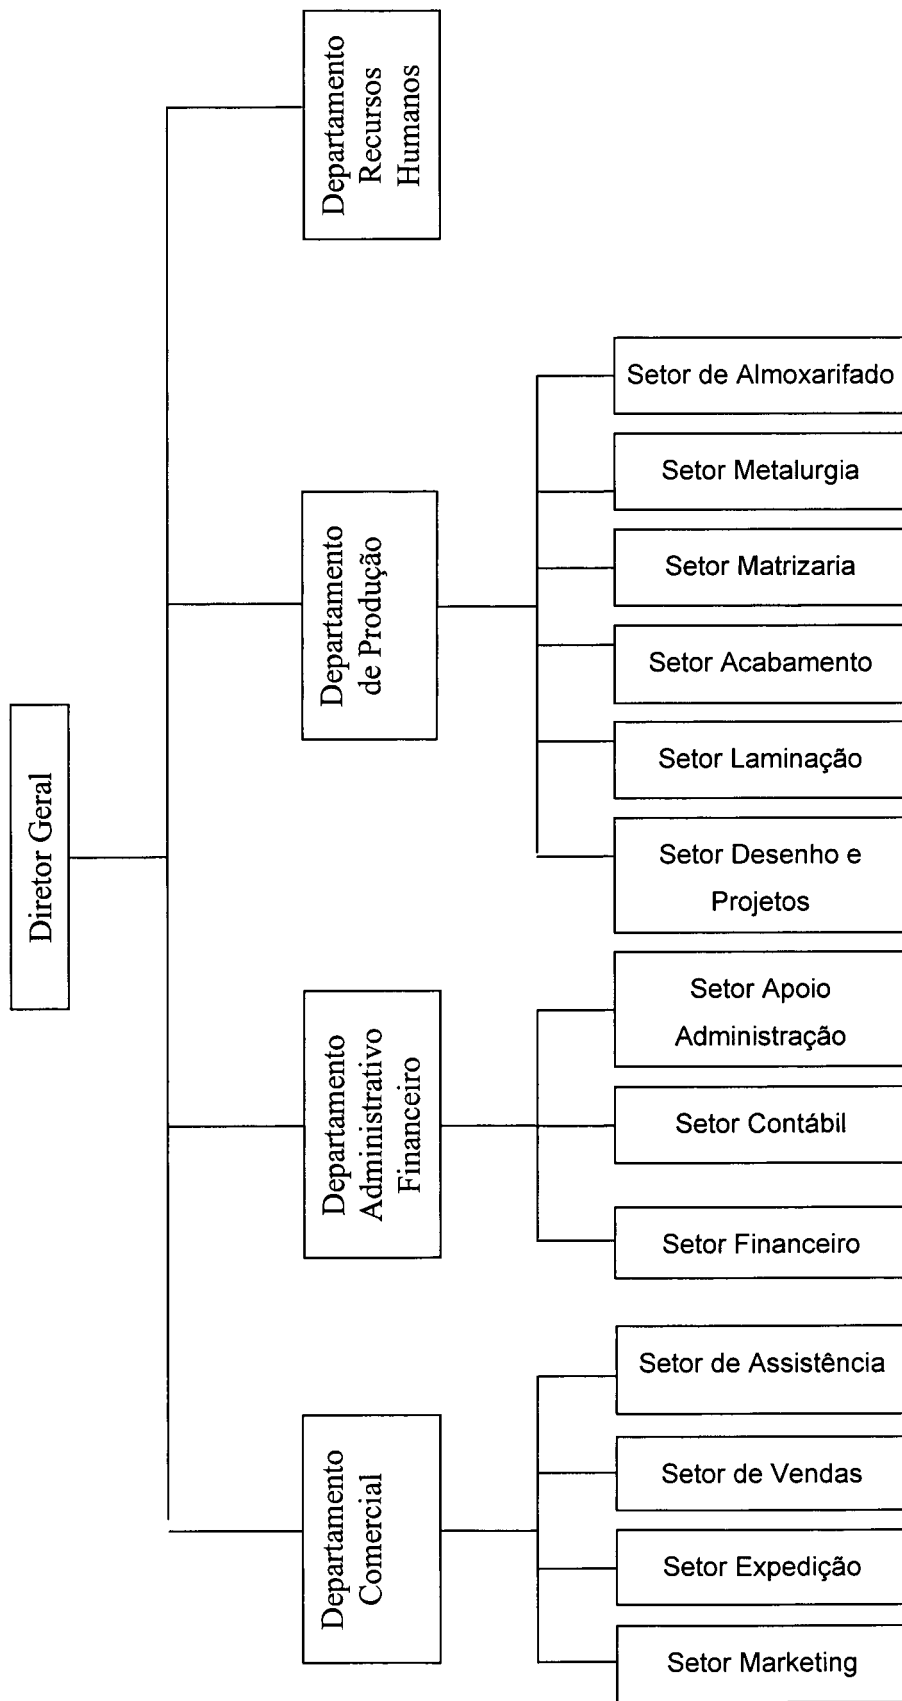 Diretor Geral
Departamento
Comercial
Departamento
Administrativo
Financeiro
Departamento
de Produção
Departamento
Recursos
Humanos
Setor de Almoxarifado
Setor Metalurgia
Setor Matrizaria
Setor Acabamento
Setor Laminação
Setor Desenho e
Projetos
Setor Apoio
Administração
Setor Contábil
Setor Financeiro
Setor de Assistência
Setor de Vendas
Setor Expedição
Setor Marketing